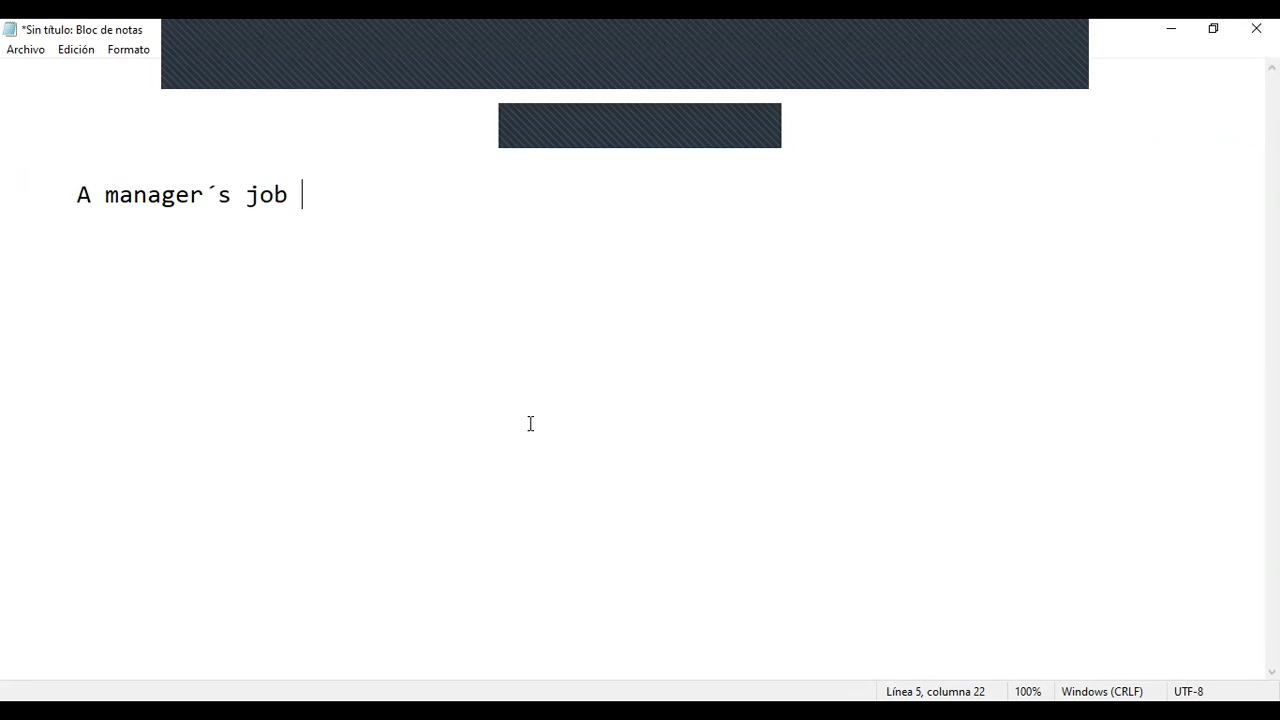 *Sin título: Bloc de notas
Archivo Edición Formato
A manager´s job
Línea 5, columna 22 100% Windows (CRLF) UTF-8